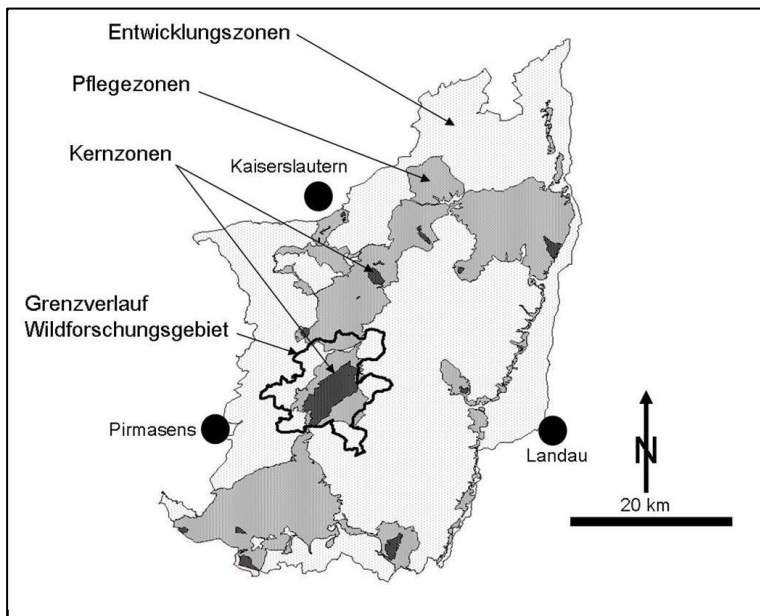 Entwicklungszonen
Pflegezonen
Kernzonen
Kaiserslautern
Grenzverlauf
Wildforschungsgebiet
Pirmasens
Landau
N
20 km